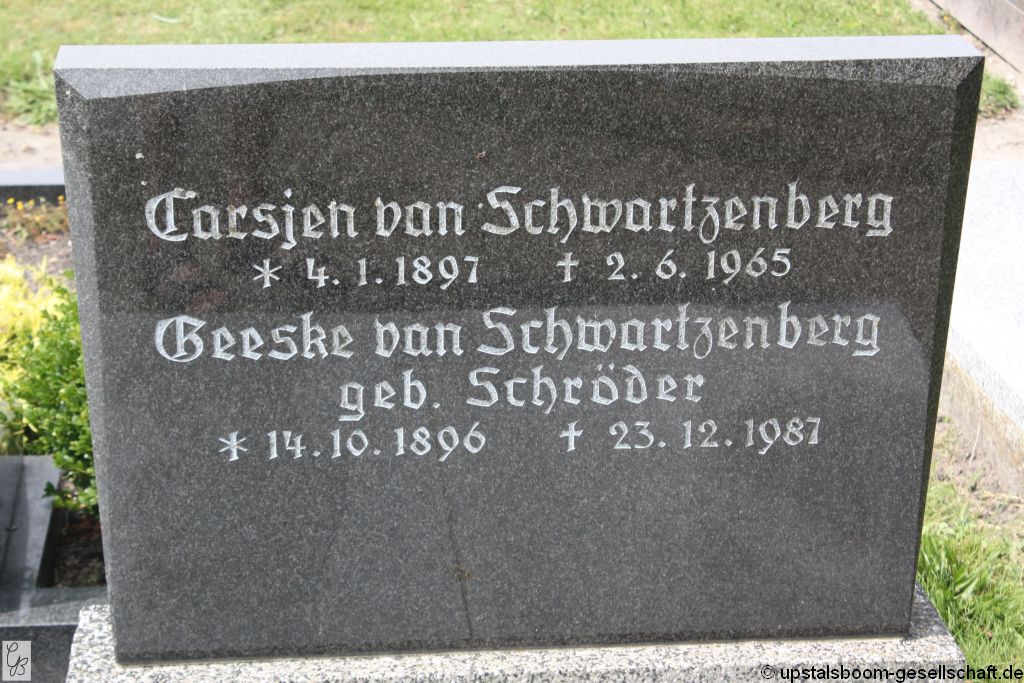 Carsjen van Schwartzenberg
* 4. 1. 1897 † 2. 6. 1965
Geeske van Schwartzenberg
geb. Schröder
* 14. 10. 1896 † 23. 12. 1987
© upstalsboom-gesellschaft.de